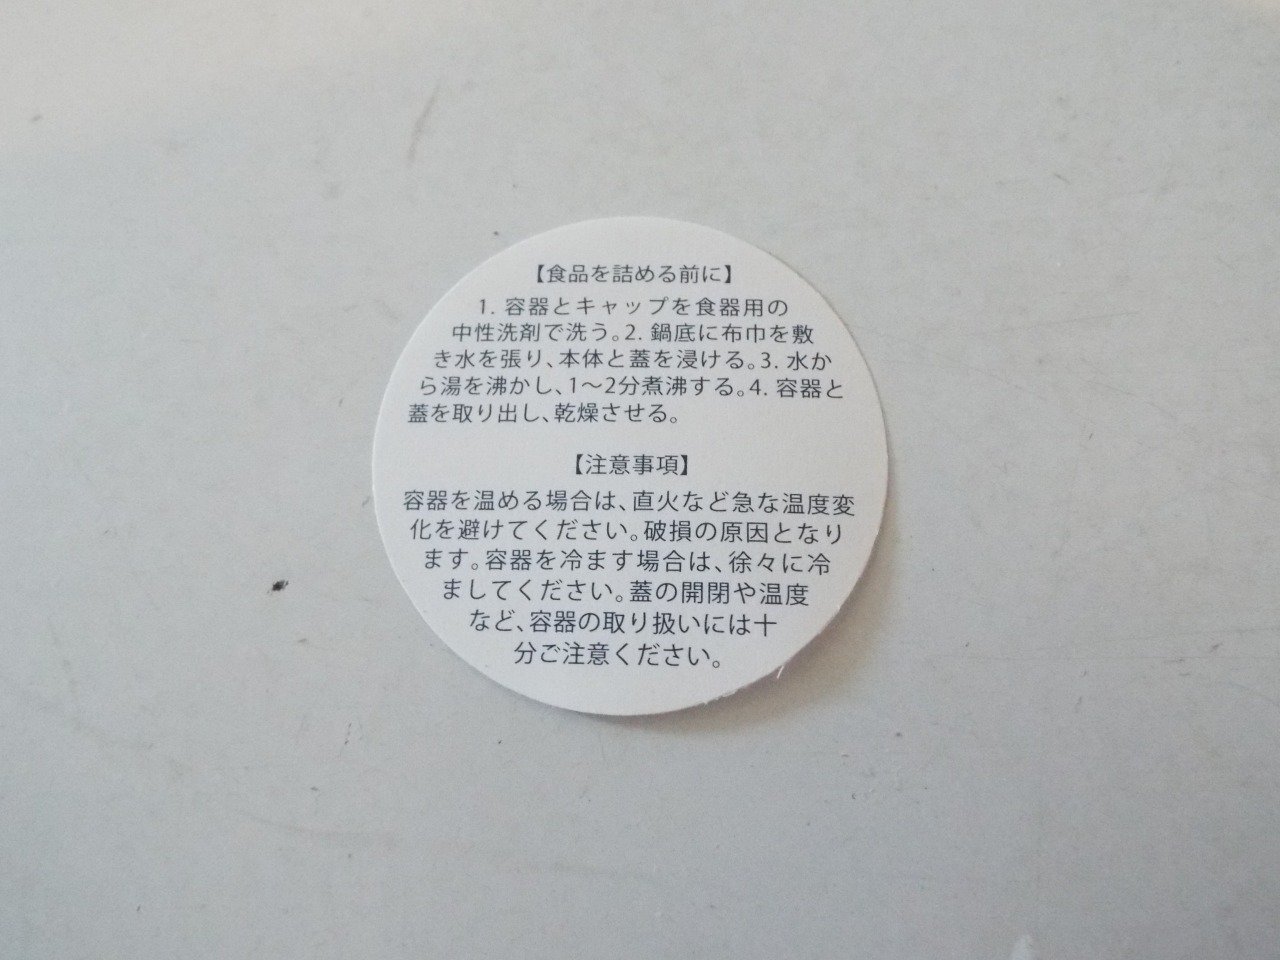 【食品を詰める前に】
1. 容器とキャップを食器用の
中性洗剤で洗う。2. 鍋底に布巾を敷
き水を張り、本体と蓋を浸ける。3. 水か
ら湯を沸かし、1〜2分煮沸する。4. 容器と
蓋を取り出し、乾燥させる。
【注意事項】
容器を温める場合は、直火など急な温度変
化を避けてください。破損の原因となり
ます。容器を冷ます場合は、徐々に冷
ましてください。蓋の開閉や温度
など、容器の取り扱いには十
分ご注意ください。